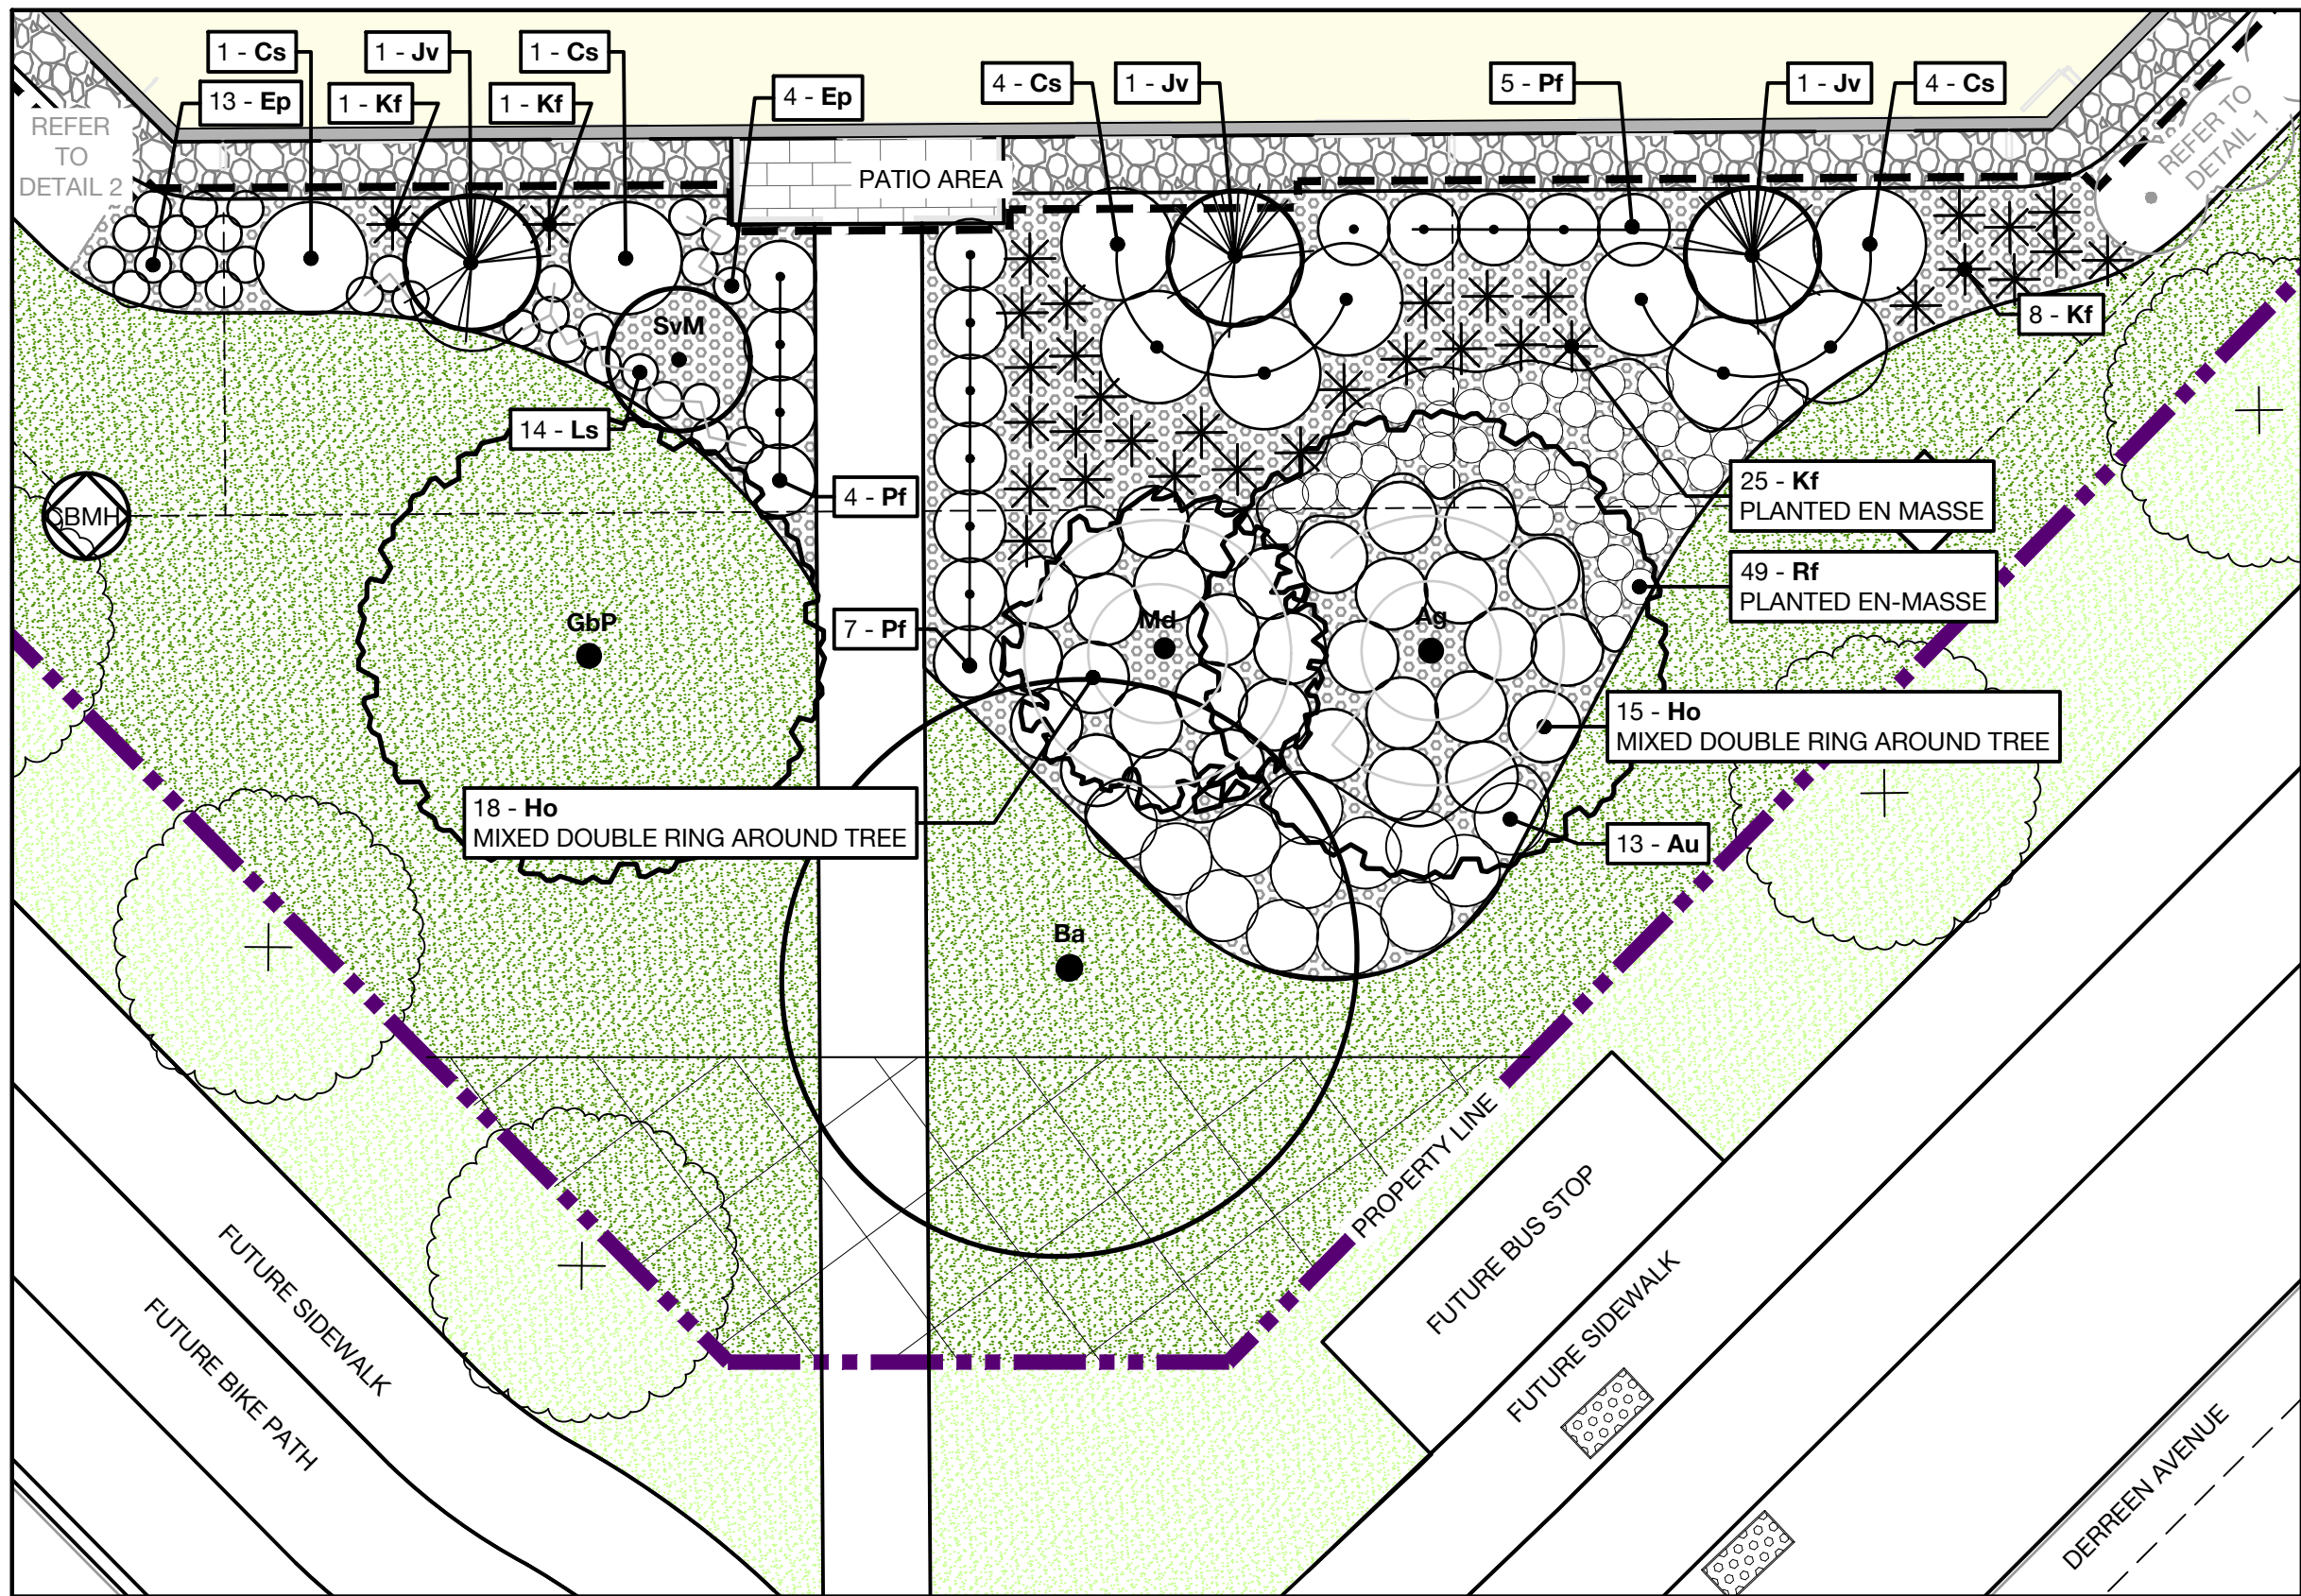 1 - Cs
1 - Jv
1 - Cs
13 - Ep
1 - Kf
1 - Kf
4 - Ep
4 - Cs
1 - Jv
5 - Pf
1 - Jv
4 - Cs
REFER
TO
DETAIL 2
PATIO AREA
REFER TO
DETAIL 1
SvM
8 - Kf
14 - Ls
4 - Pf
25 - Kf
PLANTED EN MASSE
CBMH
49 - Rf
PLANTED EN-MASSE
GbP
7 - Pf
Md
Ag
15 - Ho
MIXED DOUBLE RING AROUND TREE
18 - Ho
MIXED DOUBLE RING AROUND TREE
13 - Au
Ba
PROPERTY LINE
FUTURE BUS STOP
FUTURE SIDEWALK
FUTURE SIDEWALK
FUTURE BIKE PATH
DERREEN AVENUE